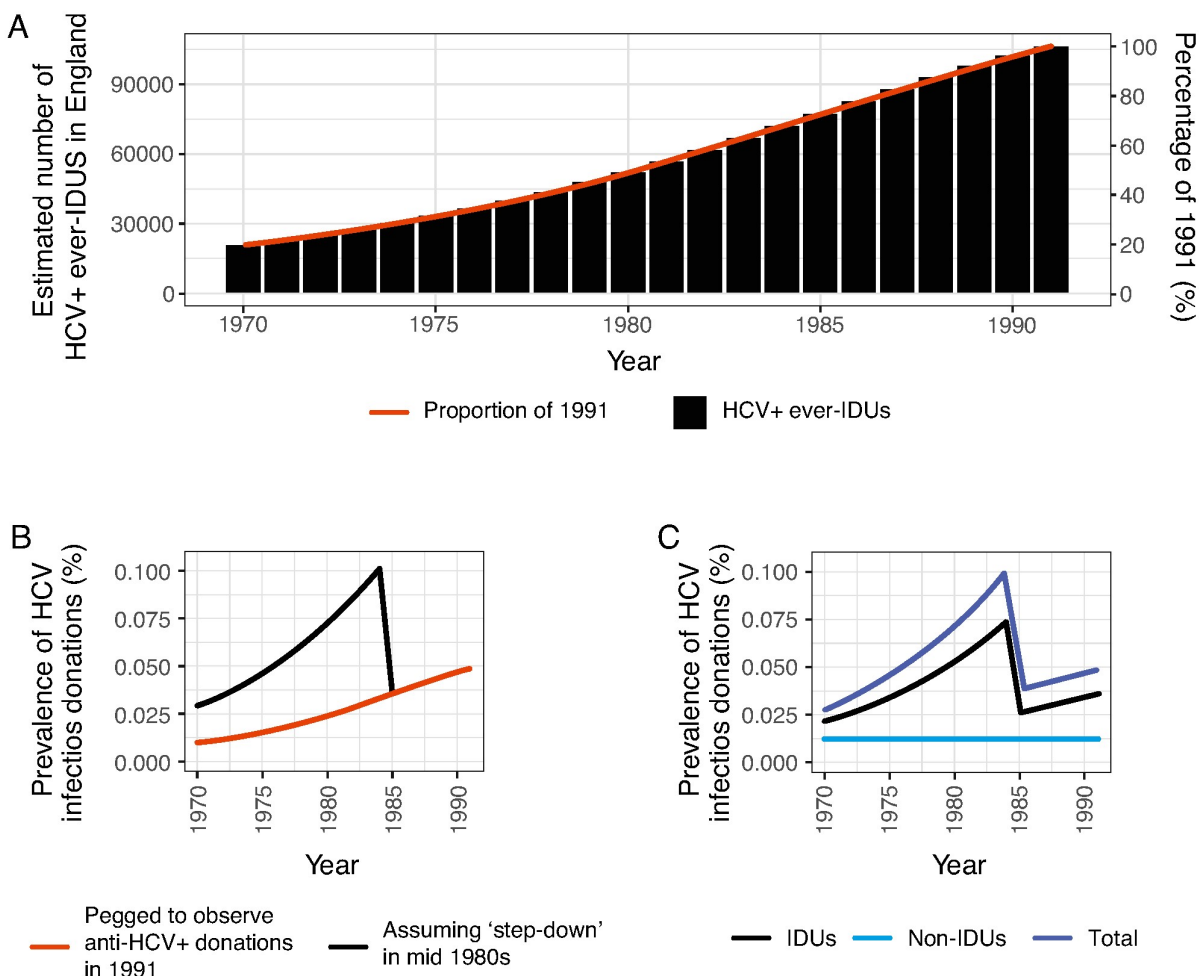 A
Estimated number of
HCV+ ever-IDUS in England
90000
60000
30000
0
100
80
60
40
20
0
Percentage of 1991 (%)
1970
1975
1980
1985
1990
Year
Proportion of 1991
HCV+ ever-IDUs
B
Prevalence of HCV
infectios donations (%)
0.100
0.075
0.050
0.025
0.000
1970
1975
1980
1985
1990
Year
Pegged to observe
anti-HCV+ donations
in 1991
Assuming ‘step-down’
in mid 1980s
C
Prevalence of HCV
infectios donations (%)
0.100
0.075
0.050
0.025
0.000
1970
1975
1980
1985
1990
Year
IDUs
Non-IDUs
Total